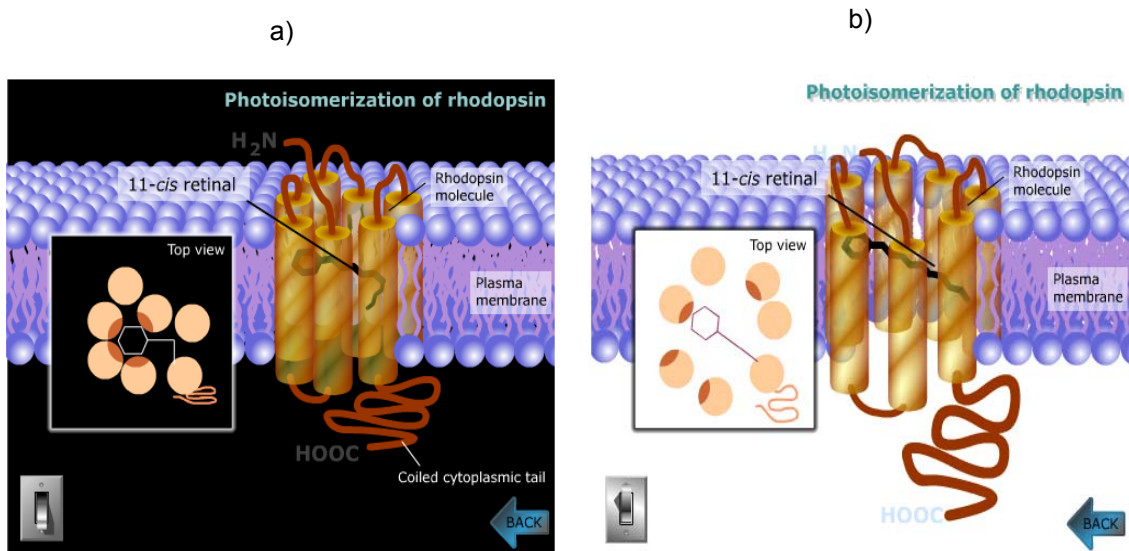 a)
Photoisomerization of rhodopsin
H2N
11-cis retinal
Rhodopsin
molecule
Top view
Plasma
membrane
HOOC
Coiled cytoplasmic tail
BACK
b)
Photoisomerization of rhodopsin
H2N
11-cis retinal
Rhodopsin
molecule
Top view
Plasma
membrane
HOOC
BACK